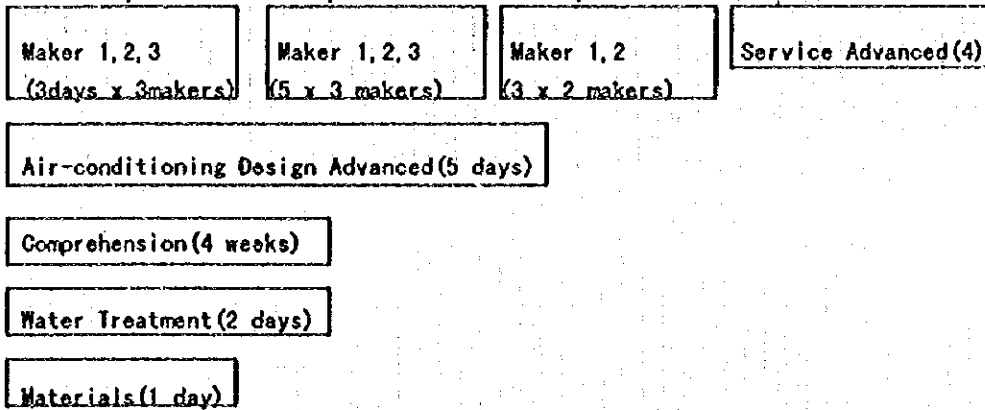 Maker 1,2,3
(3days x 3makers)
Maker 1,2,3
(5 x 3 makers)
Maker 1,2
(3 x 2 makers)
Service Advanced(4)
Air-conditioning Design Advanced(5 days)
Comprehension(4 weeks)
Water Treatment(2 days)
Materials(1 day)